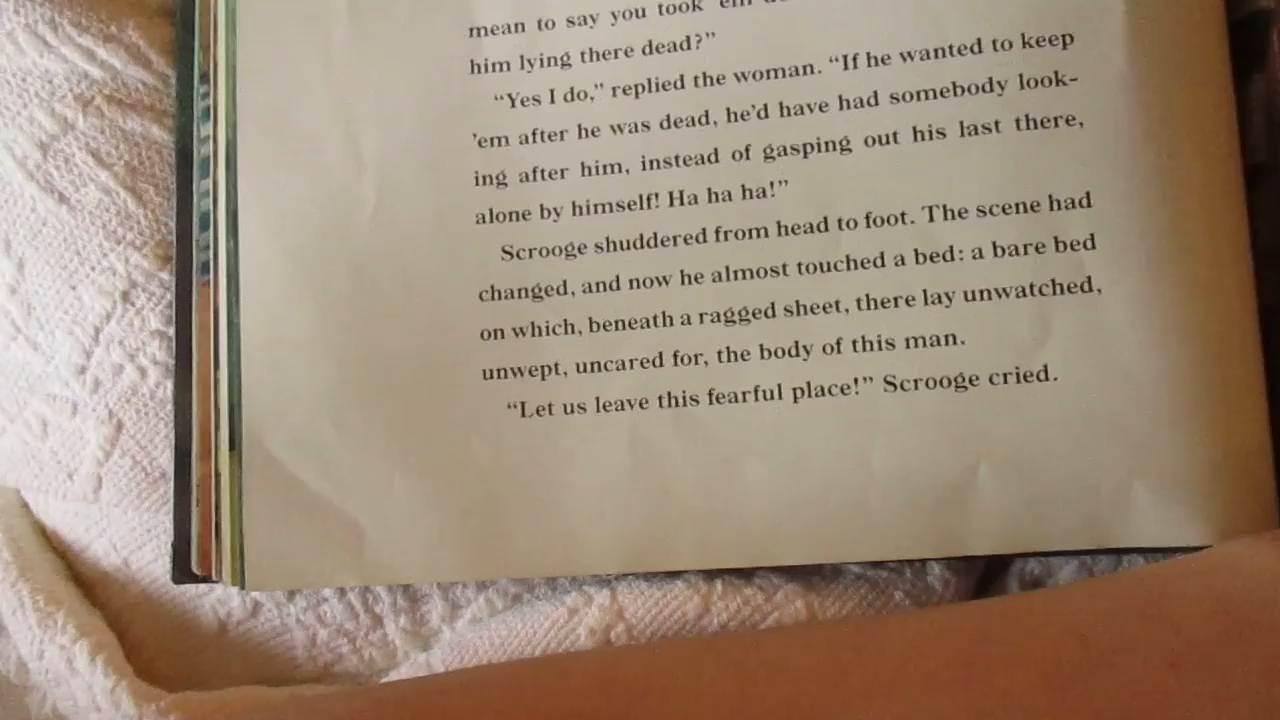 mean to say you took 'em
him lying there dead?”
“Yes I do,” replied the woman. “If he wanted to keep
’em after he was dead, he’d have had somebody look-
ing after him, instead of gasping out his last there,
alone by himself! Ha ha ha!”
Scrooge shuddered from head to foot. The scene had
changed, and now he almost touched a bed: a bare bed
on which, beneath a ragged sheet, there lay unwatched,
unwept, uncared for, the body of this man.
“Let us leave this fearful place!” Scrooge cried.